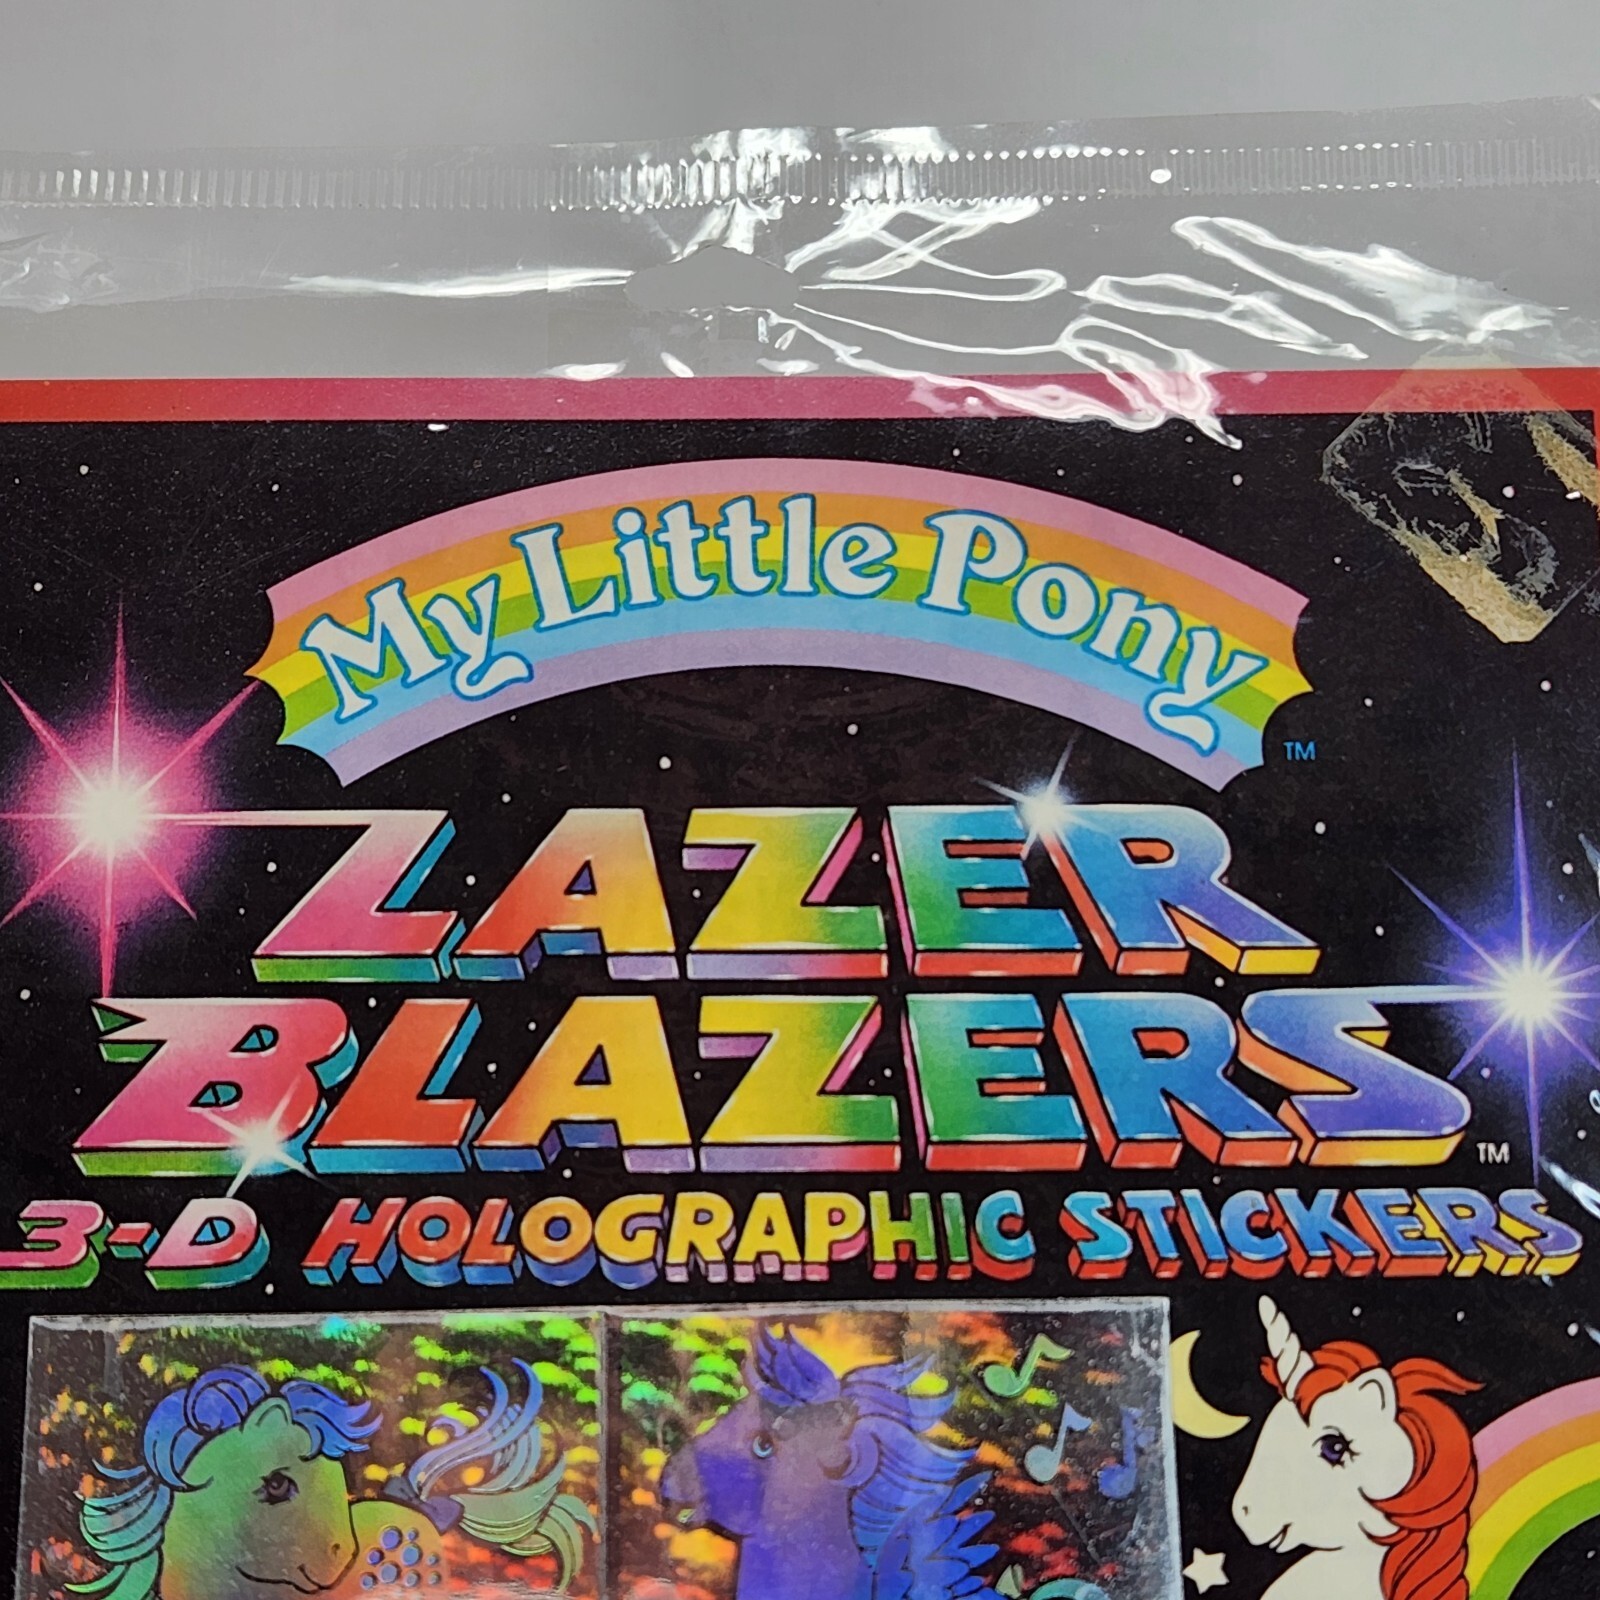 My Little Pony
TM
LAZER
BLAZERS
TM
3-D HOLOGRAPHIC STICKERS